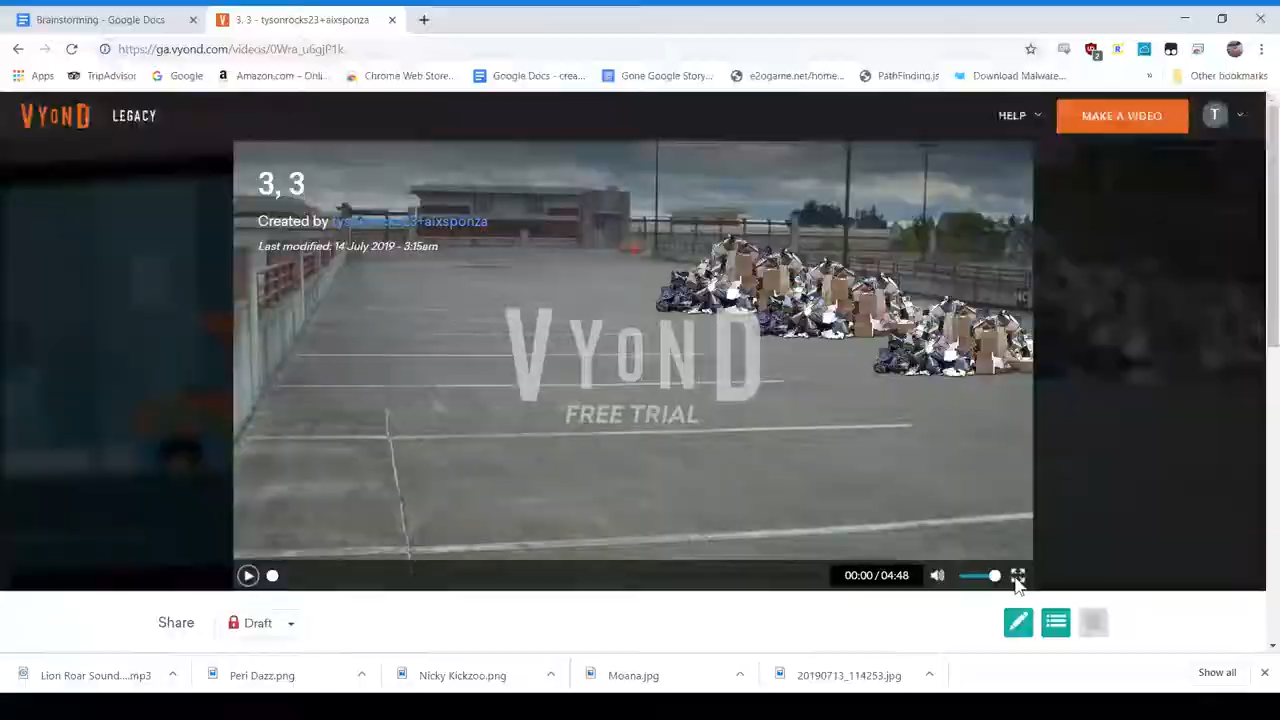 Brainstorming - Google Docs
3, 3 - tysonrocks23+aixsponza
https://ga.vyond.com/videos/0Wra_u6gjP1k
Apps TripAdvisor Google Amazon.com – Onli... Chrome Web Store... Google Docs - crea... Gone Google Story... e2ogame.net/home... PathFinding.js Download Malware... » Other bookmarks
VYOND LEGACY HELP MAKE A VIDEO T
3, 3
Created by tysonrocks23+aixsponza
Last modified: 14 July 2019 - 3:15am
VYOND
FREE TRIAL
00:00 / 04:48
Share Draft
Lion Roar Sound....mp3 Peri Dazz.png Nicky Kickzoo.png Moana.jpg 20190713_114253.jpg Show all